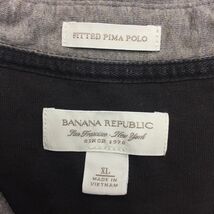 FITTED PIMA POLO
BANANA REPUBLIC
San Francisco - New York
SINCE 1978
XL
MADE IN
VIETNAM